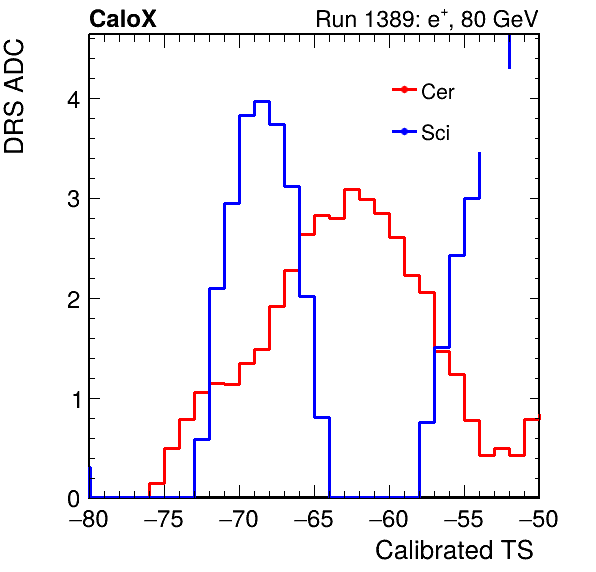 CaloX Run 1389: e⁺, 80 GeV
DRS ADC
Cer
Sci
4
3
2
1
0
−80 −75 −70 −65 −60 −55 −50
Calibrated TS